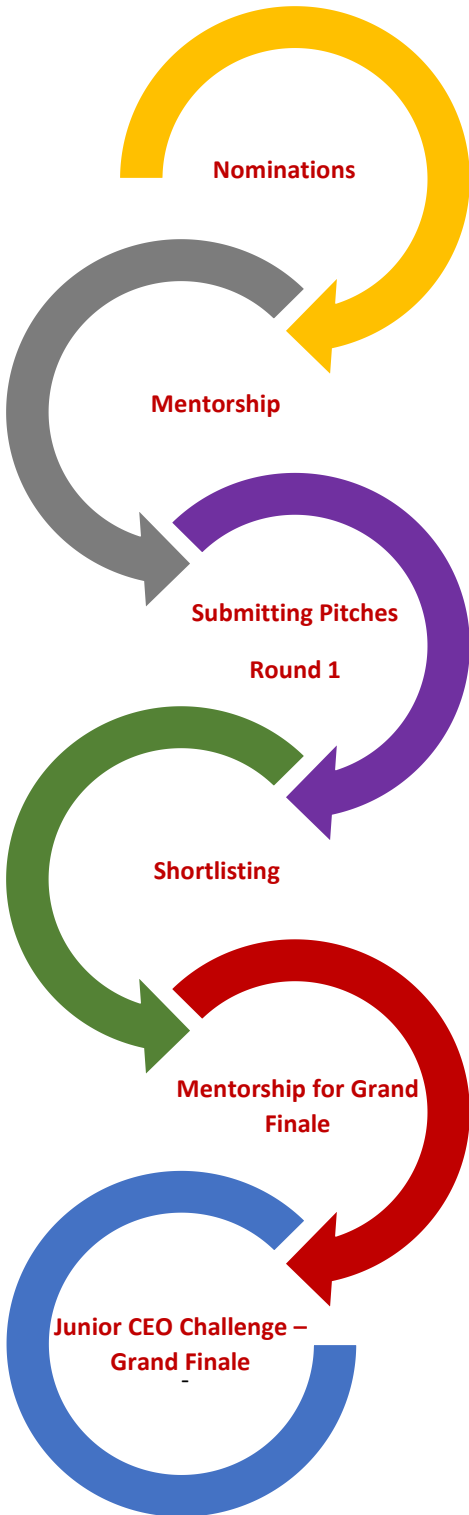 Nominations
Mentorship
Submitting Pitches
Round 1
Shortlisting
Mentorship for Grand
Finale
Junior CEO Challenge –
Grand Finale
-